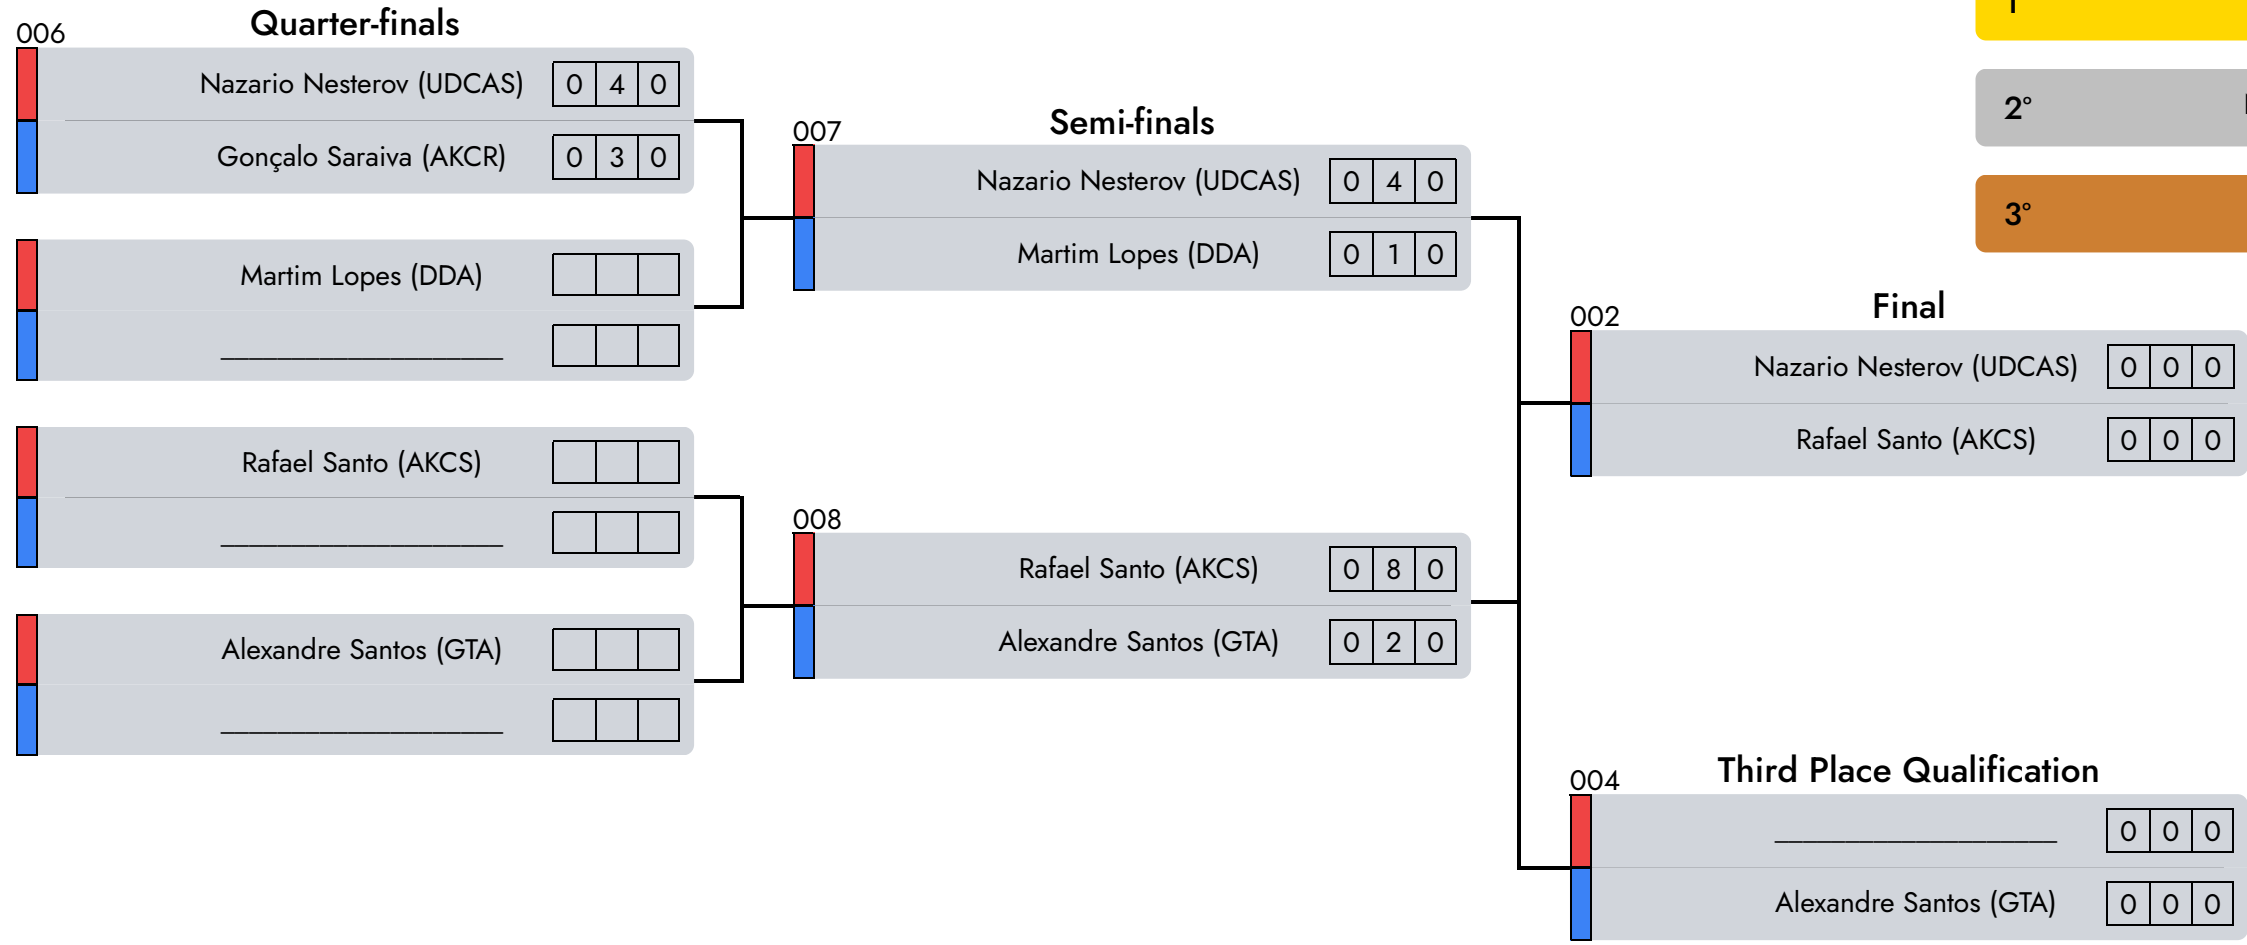 Quarter-finals
006
Nazario Nesterov (UDCAS) 0 4 0
Gonçalo Saraiva (AKCR) 0 3 0
Martim Lopes (DDA)
____________________
Rafael Santo (AKCS)
____________________
Alexandre Santos (GTA)
____________________
Semi-finals
007
Nazario Nesterov (UDCAS) 0 4 0
Martim Lopes (DDA) 0 1 0
008
Rafael Santo (AKCS) 0 8 0
Alexandre Santos (GTA) 0 2 0
2°
3°
Final
002
Nazario Nesterov (UDCAS) 0 0 0
Rafael Santo (AKCS) 0 0 0
Third Place Qualification
004
____________________ 0 0 0
Alexandre Santos (GTA) 0 0 0